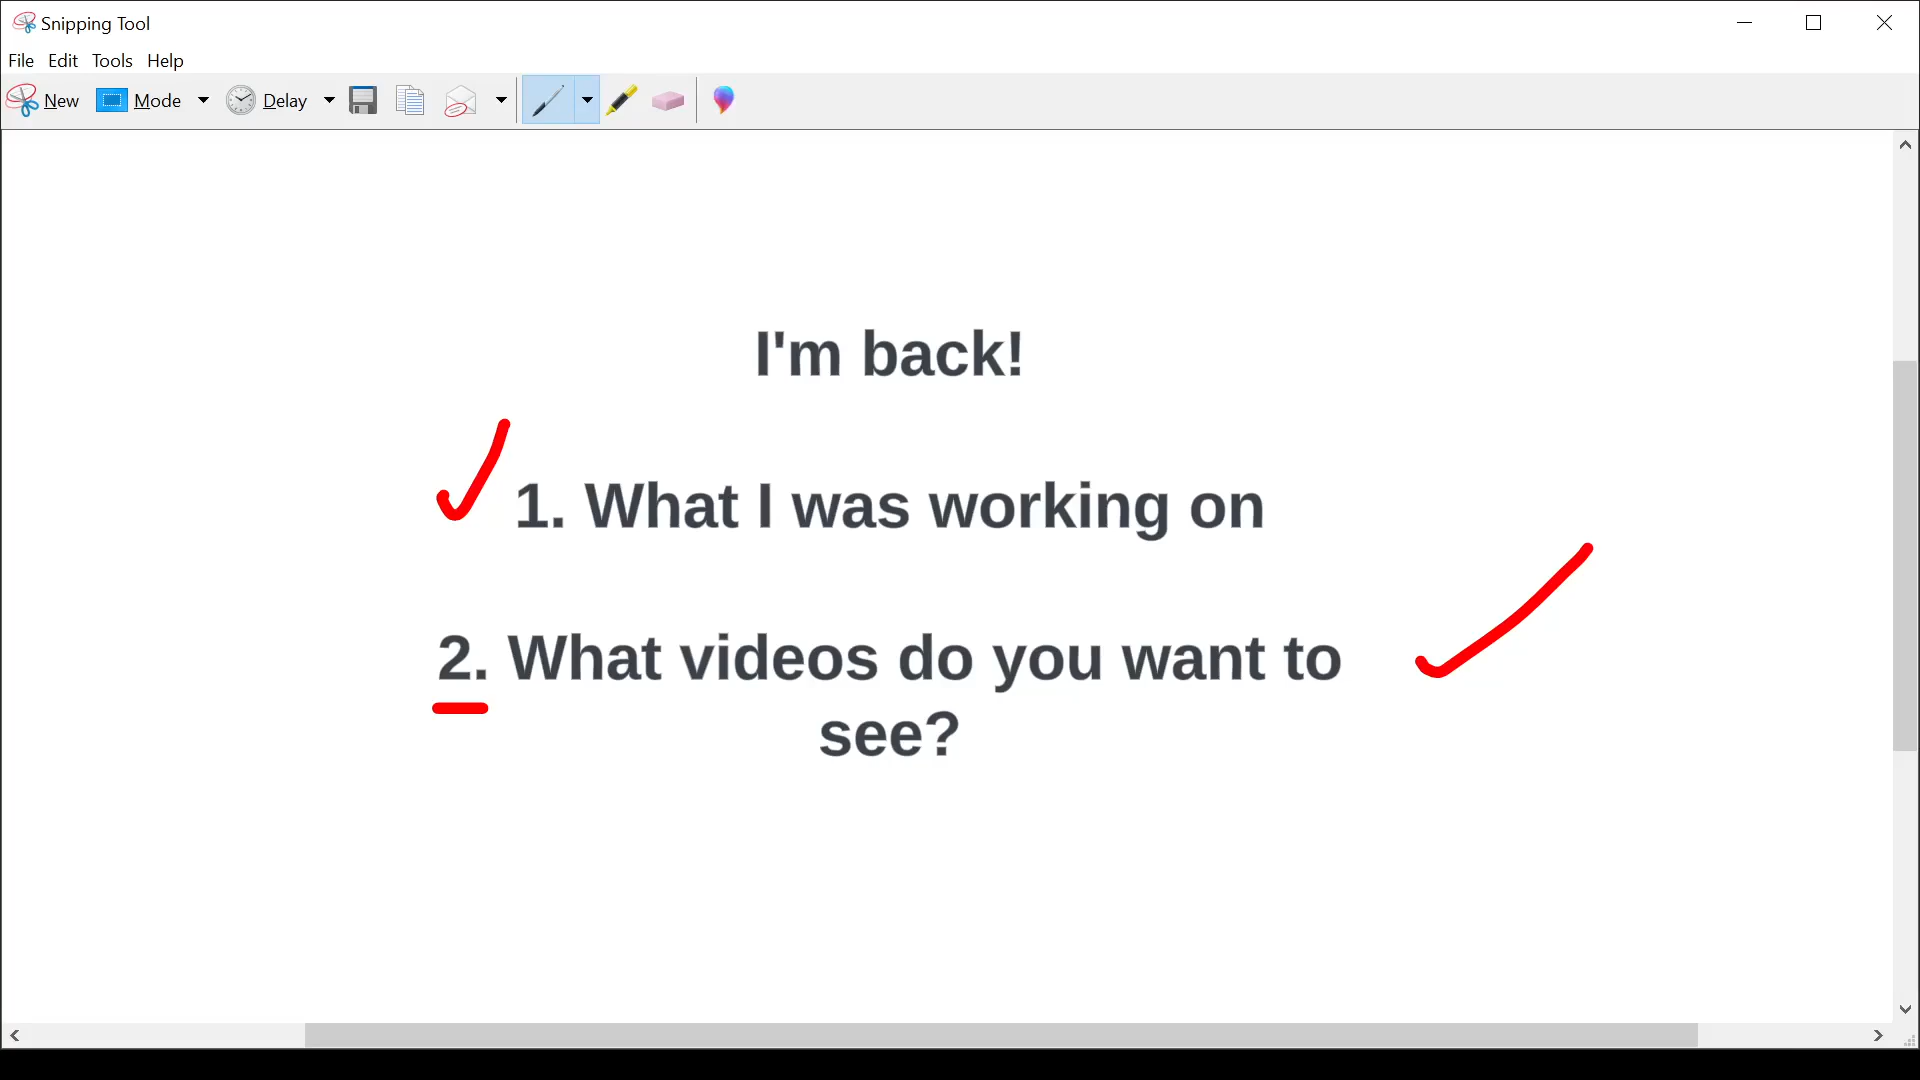 Snipping Tool
File Edit Tools Help
New Mode Delay
I'm back!
1. What I was working on
2. What videos do you want to
see?